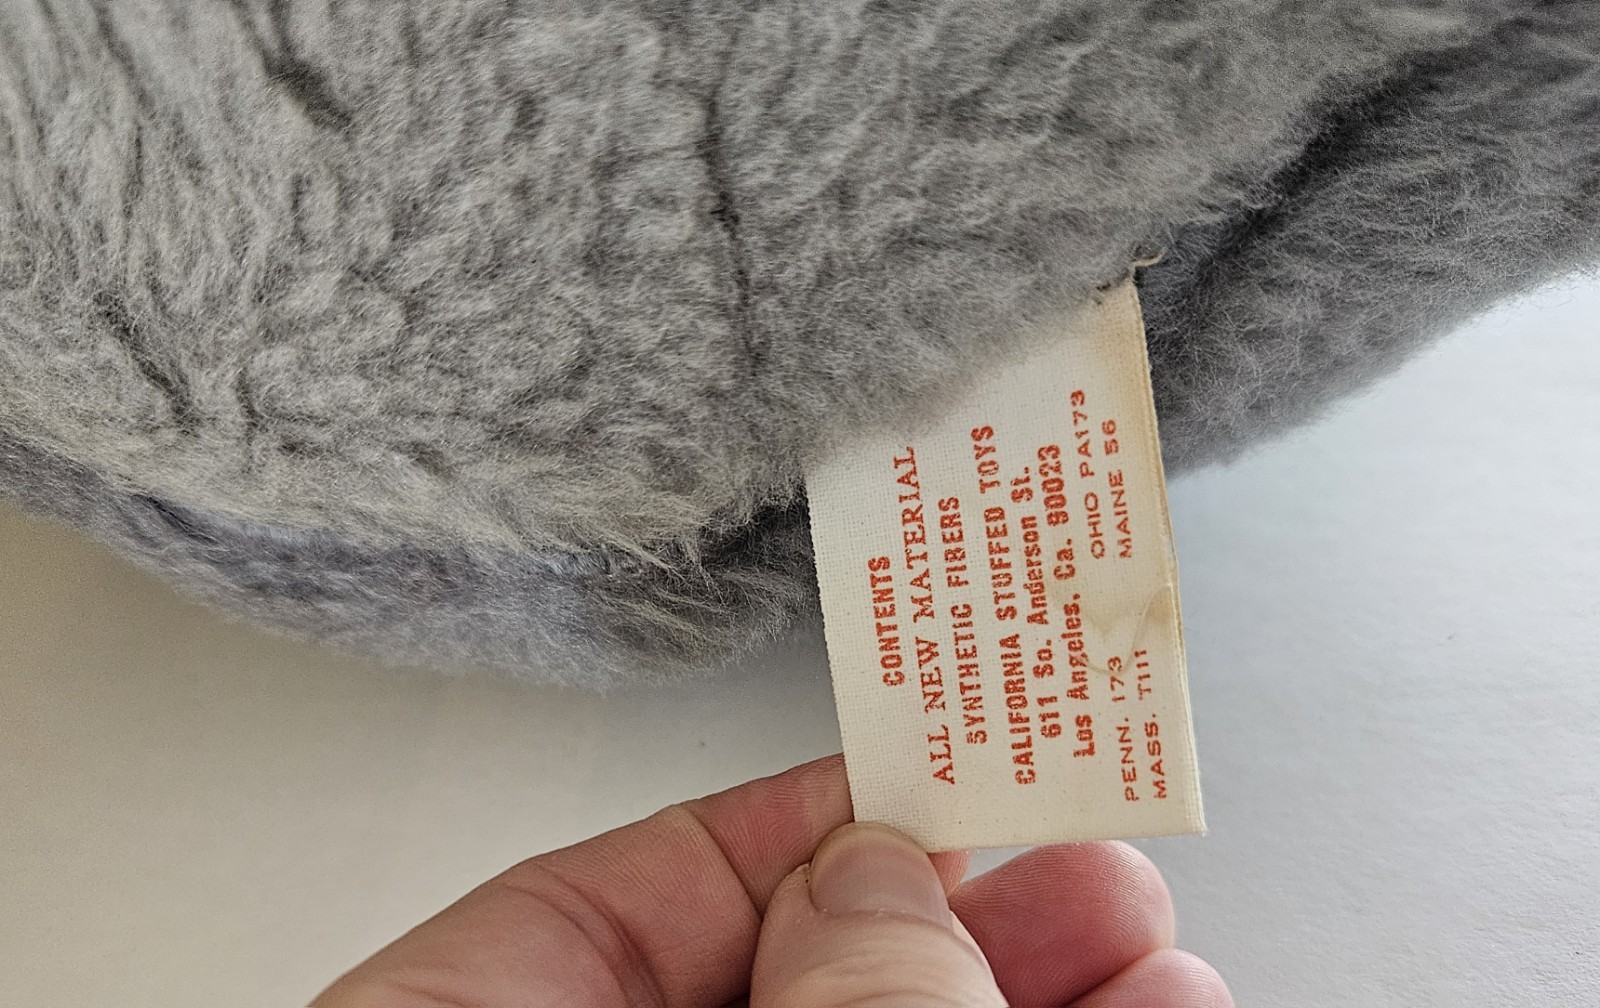 CONTENTS
ALL NEW MATERIAL
SYNTHETIC FIBERS
CALIFORNIA STUFFED TOYS
611 So. Anderson St.
Los Angeles. Ca. 90023
PENN. 173 OHIO PA173
MASS. T111 MAINE 56